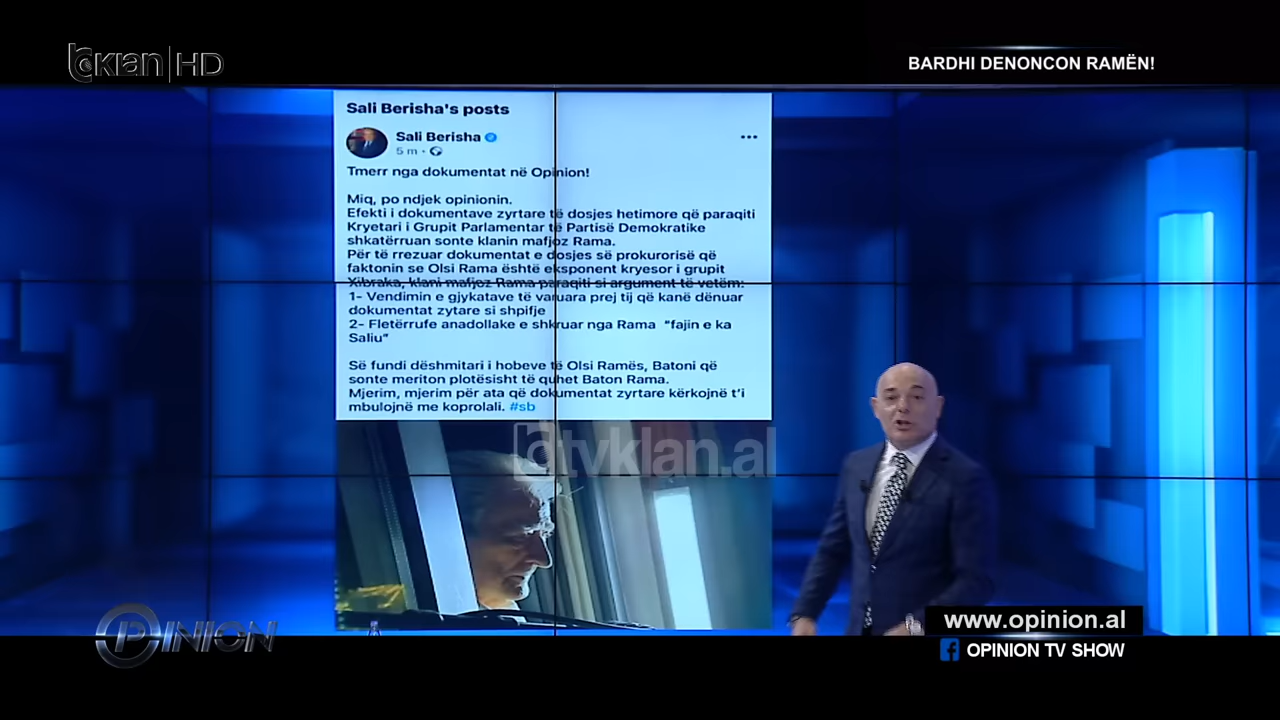 tvklan HD
BARDHI DENONCON RAMËN!
Sali Berisha's posts
Sali Berisha
5 m
Tmerr nga dokumentat në Opinion!
Miq, po ndjek opinionin.
Efekti i dokumentave zyrtare të dosjes hetimore që paraqiti
Kryetari i Grupit Parlamentar të Partisë Demokratike
shkatërruan sonte klanin mafjoz Rama.
Për të rrezuar dokumentat e dosjes së prokurorisë që
faktonin se Olsi Rama është eksponent kryesor i grupit
Xibraka, klani mafjoz Rama paraqiti si argument të vetëm:
1- Vendimin e gjykatave të varuara prej tij që kanë dënuar
dokumentat zytare si shpifje
2- Fletërrufe anadollake e shkruar nga Rama "fajin e ka
Saliu"
Së fundi dëshmitari i hobeve të Olsi Ramës, Batoni që
sonte meriton plotësisht të quhet Baton Rama.
Mjerim, mjerim për ata që dokumentat zyrtare kërkojnë t'i
mbulojnë me koprolali. #sb
tvklan.al
OPINION
www.opinion.al
OPINION TV SHOW